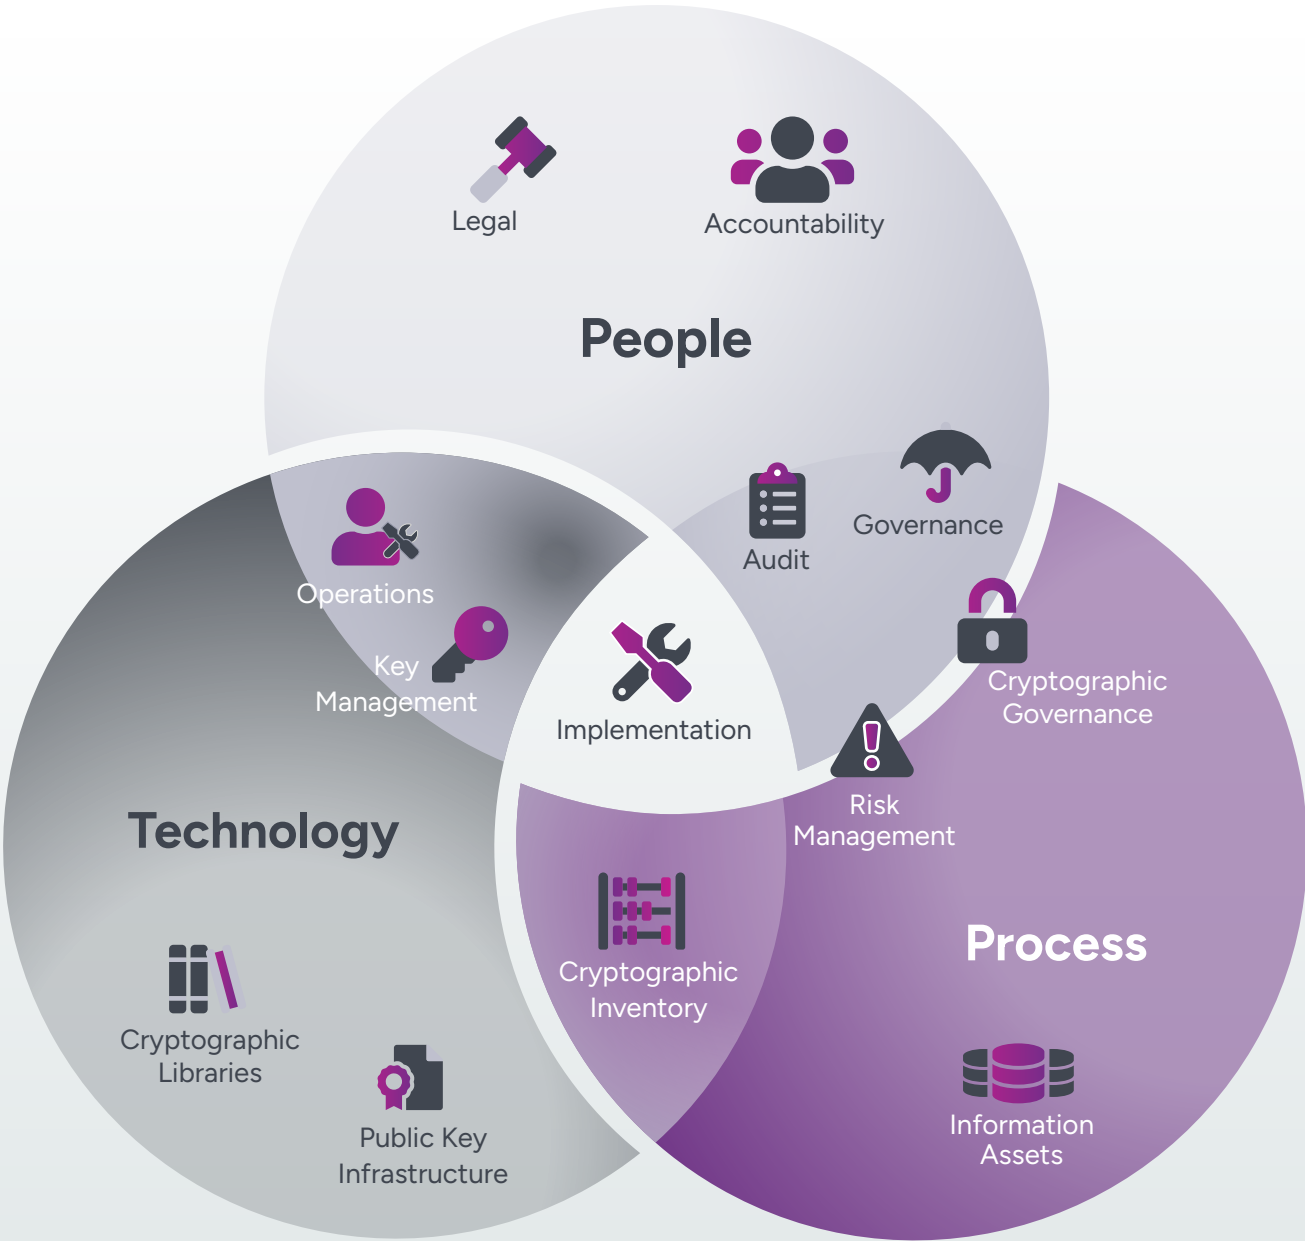 Legal
Accountability
People
Audit
Governance
Operations
Key
Management
Implementation
Cryptographic
Governance
Risk
Management
Technology
Process
Cryptographic
Inventory
Cryptographic
Libraries
Public Key
Infrastructure
Information
Assets